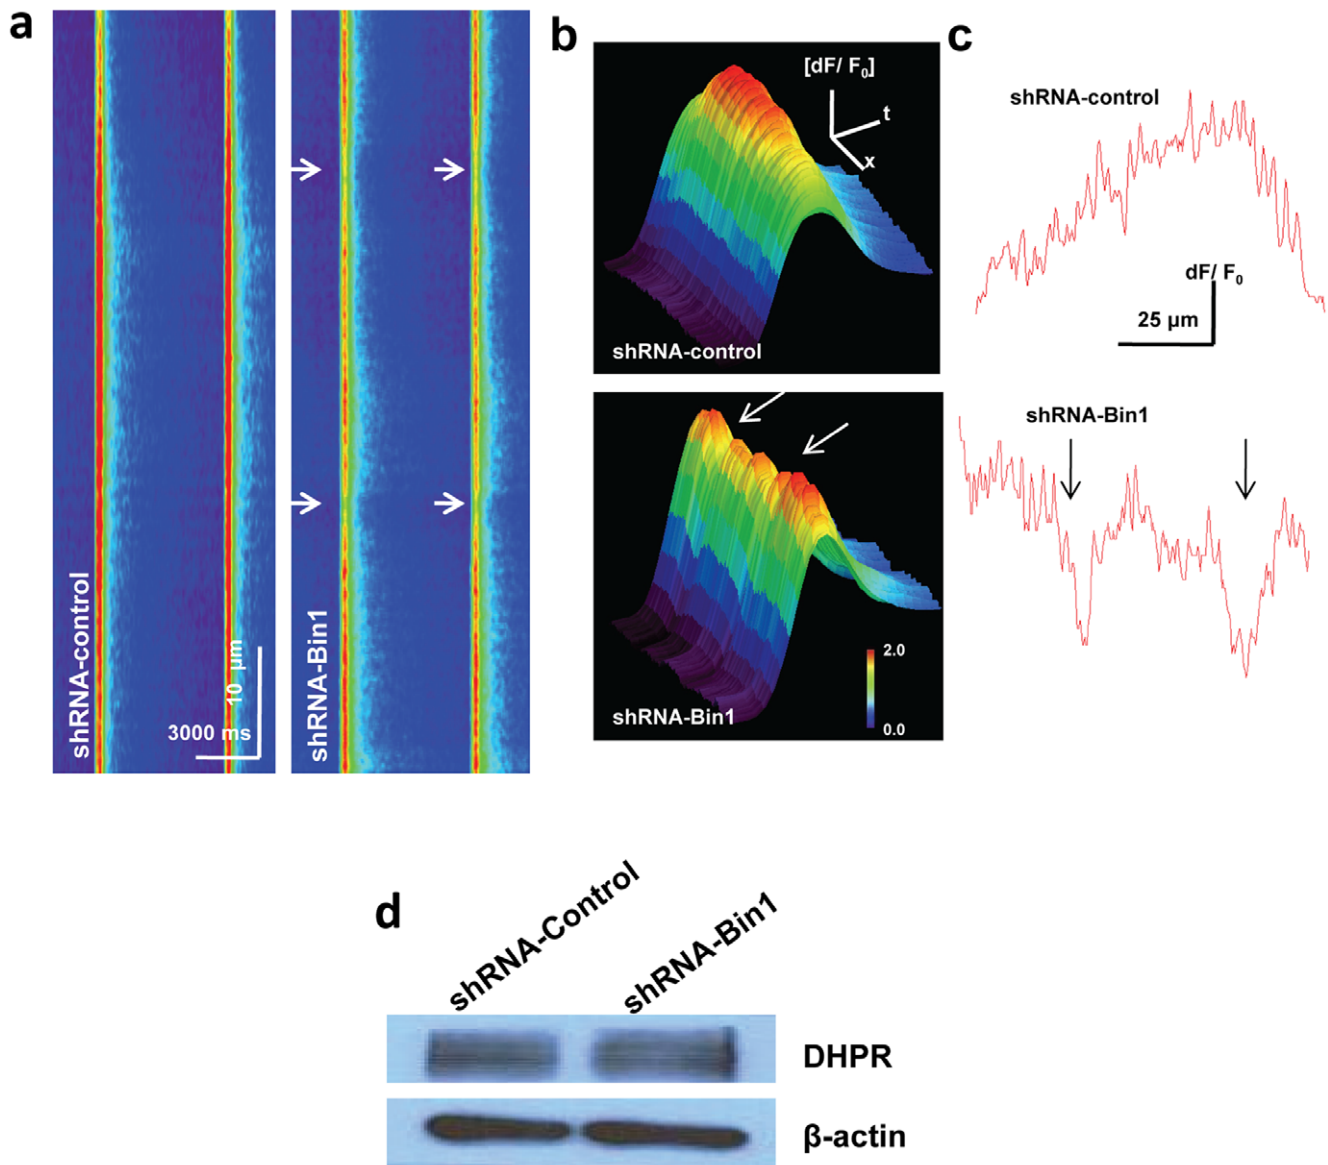 a
shRNA-control
10 µm
3000 ms
shRNA-Bin1
b
[dF/ F0]
t
x
shRNA-control
2.0
0.0
shRNA-Bin1
c
shRNA-control
dF/ F0
25 µm
shRNA-Bin1
d
shRNA-Control
shRNA-Bin1
DHPR
β-actin